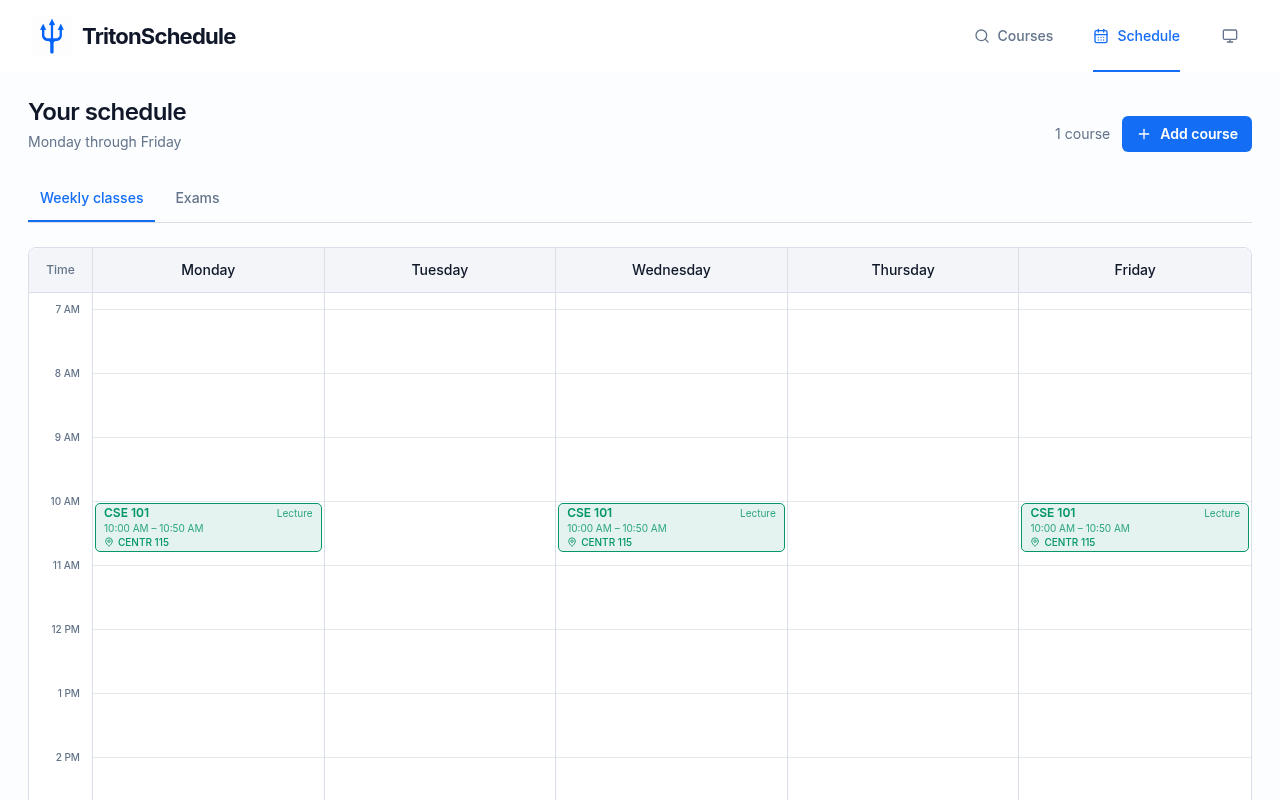 TritonSchedule
Courses
Schedule
Your schedule
Monday through Friday
1 course
Add course
Weekly classes
Exams
Time
Monday
Tuesday
Wednesday
Thursday
Friday
7 AM
8 AM
9 AM
10 AM
CSE 101 Lecture
10:00 AM – 10:50 AM
CENTR 115
CSE 101 Lecture
10:00 AM – 10:50 AM
CENTR 115
CSE 101 Lecture
10:00 AM – 10:50 AM
CENTR 115
11 AM
12 PM
1 PM
2 PM